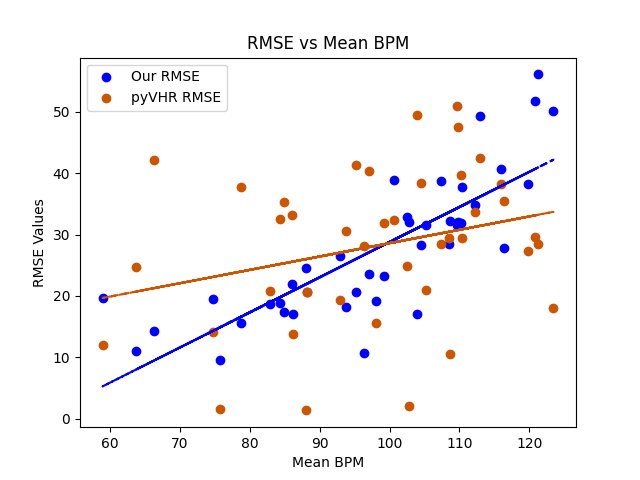 RMSE vs Mean BPM
Our RMSE
pyVHR RMSE
50
40
30
20
10
0
RMSE Values
60 70 80 90 100 110 120
Mean BPM